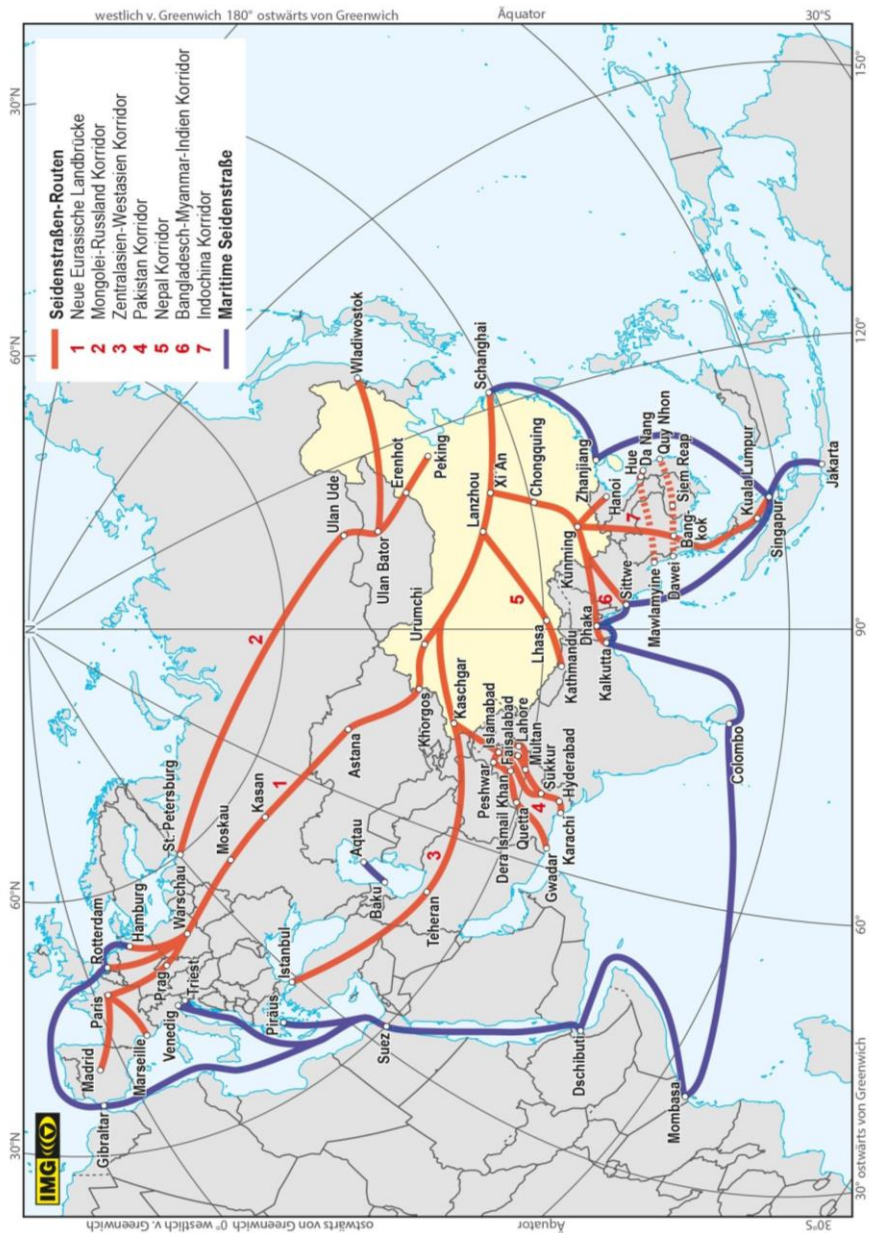 westlich v. Greenwich 180° ostwärts von Greenwich
Äquator
30°S
30°N
60°N
150°
Seidenstraßen-Routen
1 Neue Eurasische Landbrücke
2 Mongolei-Russland Korridor
3 Zentralasien-Westasien Korridor
4 Pakistan Korridor
5 Nepal Korridor
6 Bangladesch-Myanmar-Indien Korridor
7 Indochina Korridor
Maritime Seidenstraße
Wladiwostok
Schanghai
120°
Peking
Erenhot
Ulan Ude
Ulan Bator
Xi´An
Lanzhou
Chongquing
Zhanjiang
Hanoi
Hue
Da Nang
Quy Nhon
Siem Reap
Kuala Lumpur
Jakarta
Singapur
Bang
kok
7
Kunming
Sittwe
6
Mawlamyine
Dawei
N
2
Urumchi
5
Lhasa
Dhaka
Kathmandu
Kalkutta
90°
Khorgos
Kaschgar
Astana
Islamabad
Peshwar
Faisalabad
Lahore
Multan
Sukkur
Hyderabad
Dera Ismail Khan
Quetta
4
Karachi
Gwadar
Colombo
St. Petersburg
Moskau
Kasan
1
Aqtau
Baku
3
Teheran
60°N
60°
Rotterdam
Hamburg
Warschau
Prag
Paris
Triest
Venedig
Istanbul
Piräus
Suez
Madrid
Marseille
Gibraltar
Dschibuti
Mombasa
IMG
30°N
30° ostwärts von Greenwich
ostwärts von Greenwich 0° westlich v. Greenwich
Äquator
30°S